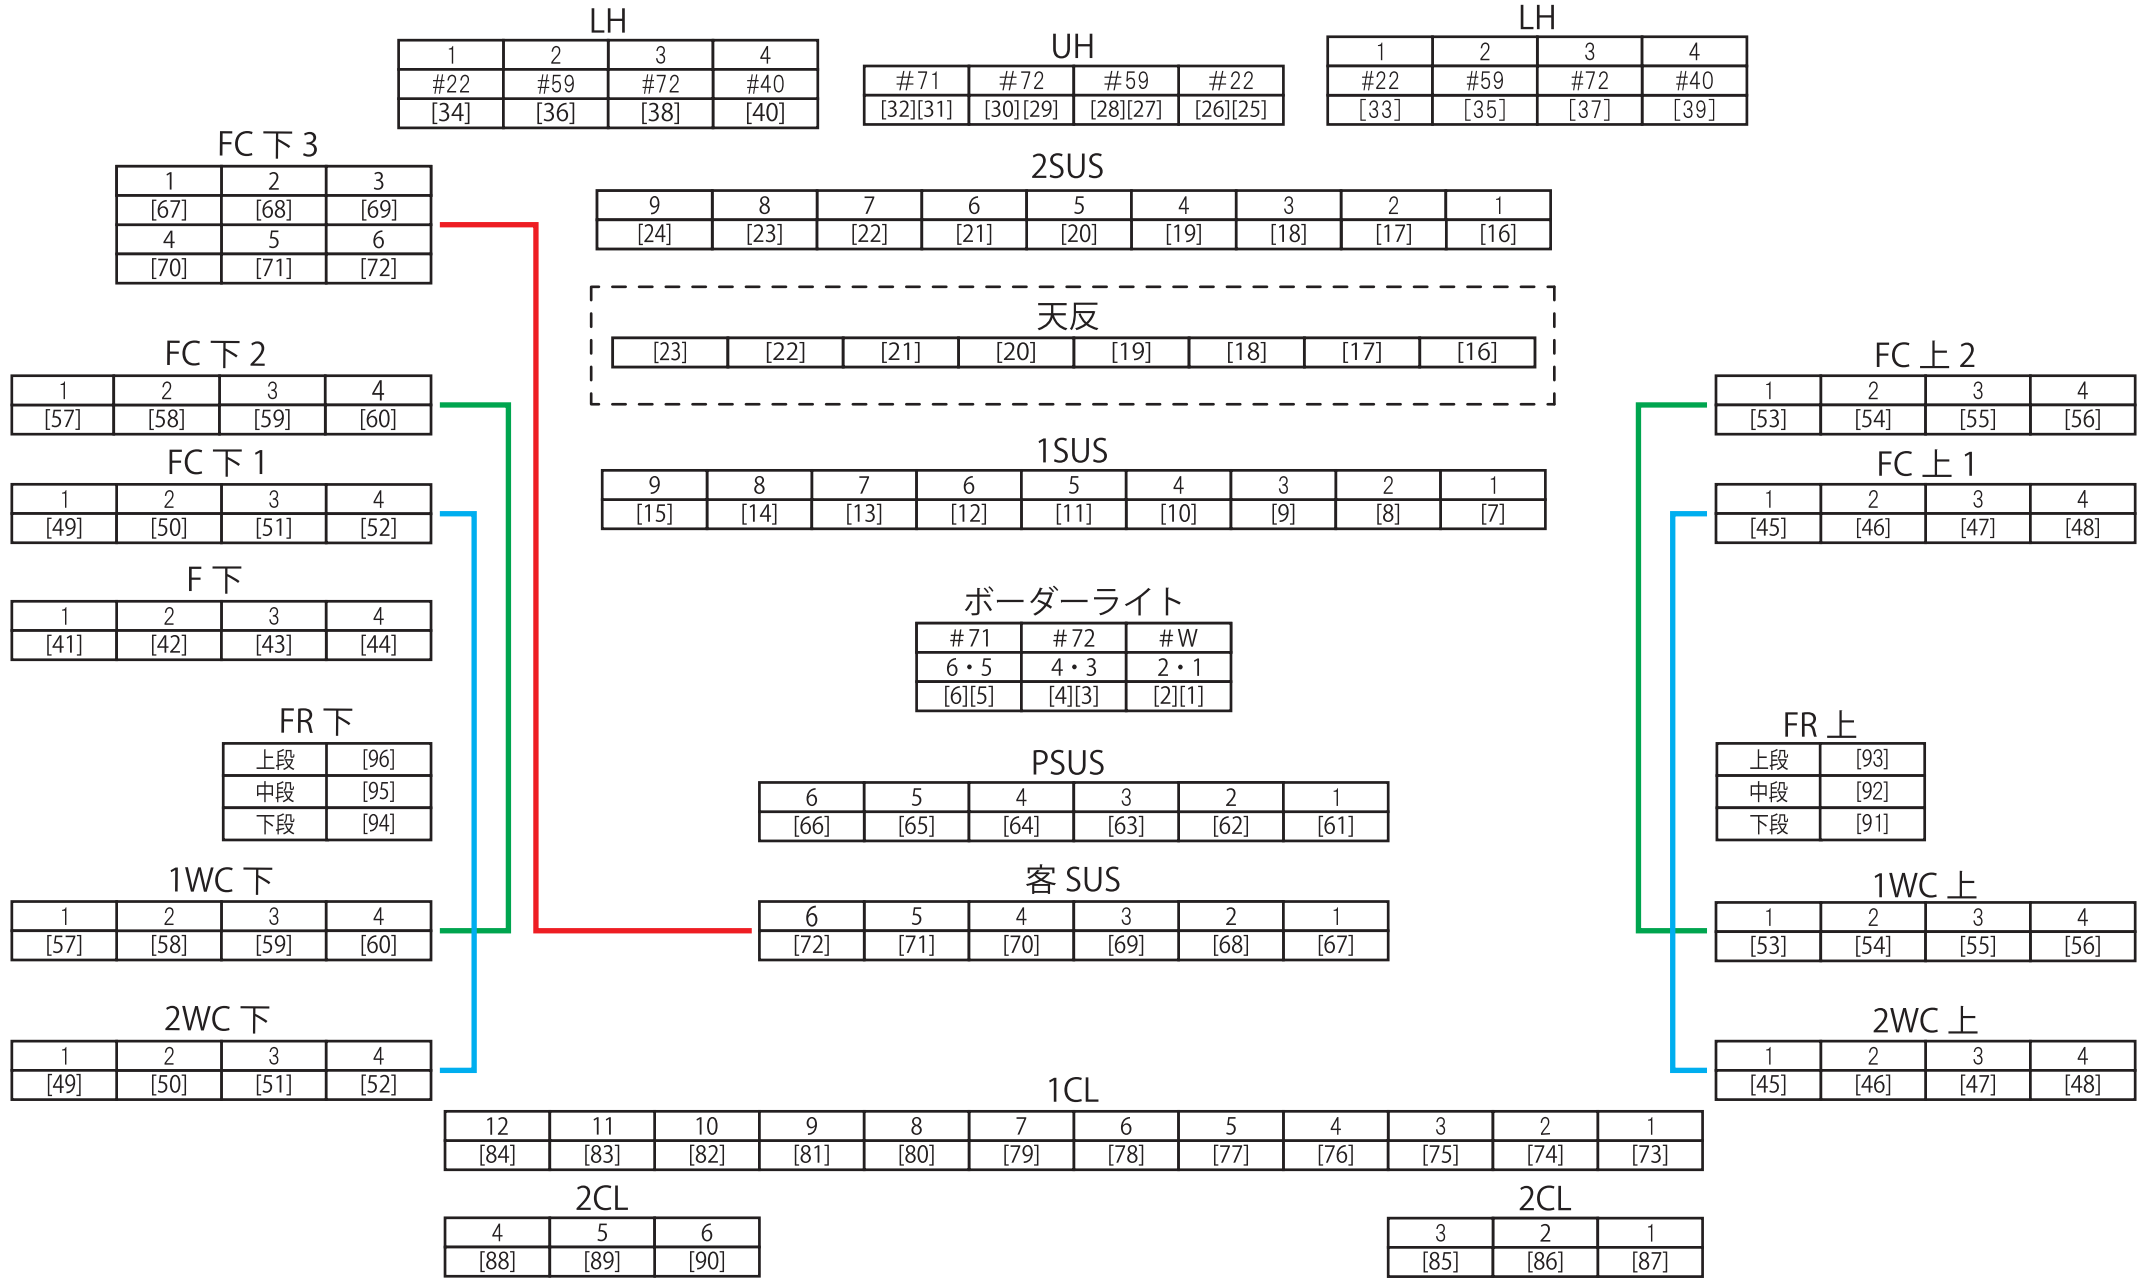 LH
1 2 3 4
#22 #59 #72 #40
[34] [36] [38] [40]
UH
#71 #72 #59 #22
[32][31] [30][29] [28][27] [26][25]
LH
1 2 3 4
#22 #59 #72 #40
[33] [35] [37] [39]
FC 下 3
1 2 3
[67] [68] [69]
4 5 6
[70] [71] [72]
2SUS
9 8 7 6 5 4 3 2 1
[24] [23] [22] [21] [20] [19] [18] [17] [16]
天反
[23] [22] [21] [20] [19] [18] [17] [16]
FC 下 2
1 2 3 4
[57] [58] [59] [60]
FC 上 2
1 2 3 4
[53] [54] [55] [56]
FC 下 1
1 2 3 4
[49] [50] [51] [52]
1SUS
9 8 7 6 5 4 3 2 1
[15] [14] [13] [12] [11] [10] [9] [8] [7]
FC 上 1
1 2 3 4
[45] [46] [47] [48]
F 下
1 2 3 4
[41] [42] [43] [44]
ボーダーライト
#71 #72 #W
6・5 4・3 2・1
[6][5] [4][3] [2][1]
FR 下
上段 [96]
中段 [95]
下段 [94]
PSUS
6 5 4 3 2 1
[66] [65] [64] [63] [62] [61]
FR 上
上段 [93]
中段 [92]
下段 [91]
1WC 下
1 2 3 4
[57] [58] [59] [60]
客 SUS
6 5 4 3 2 1
[72] [71] [70] [69] [68] [67]
1WC 上
1 2 3 4
[53] [54] [55] [56]
2WC 下
1 2 3 4
[49] [50] [51] [52]
2WC 上
1 2 3 4
[45] [46] [47] [48]
1CL
12 11 10 9 8 7 6 5 4 3 2 1
[84] [83] [82] [81] [80] [79] [78] [77] [76] [75] [74] [73]
2CL
4 5 6
[88] [89] [90]
2CL
3 2 1
[85] [86] [87]